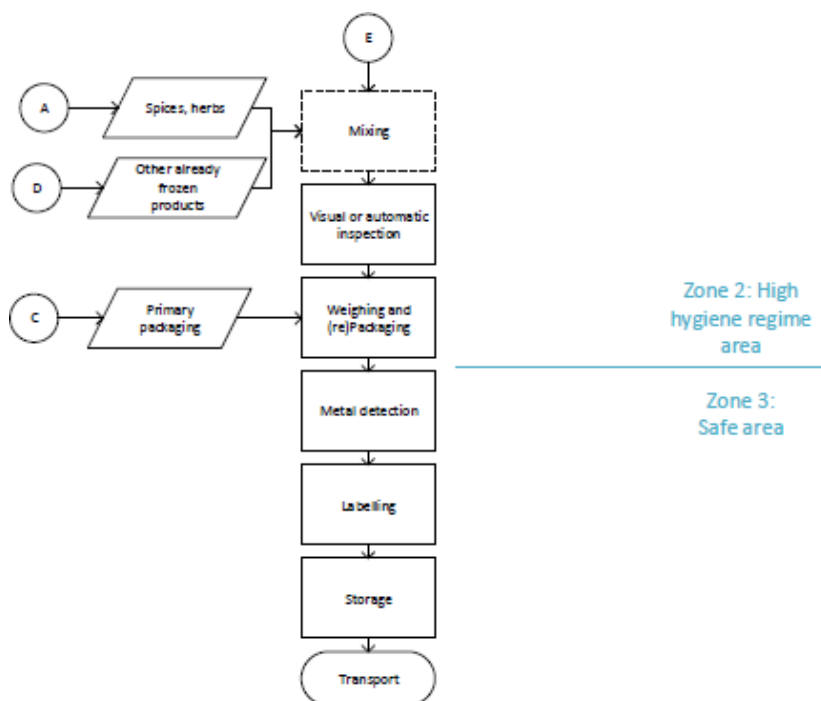 E
A
Spices, herbs
Mixing
D
Other already
frozen
products
Visual or automatic
inspection
C
Primary
packaging
Weighing and
(re)Packaging
Zone 2: High
hygiene regime
area
Metal detection
Zone 3:
Safe area
Labelling
Storage
Transport